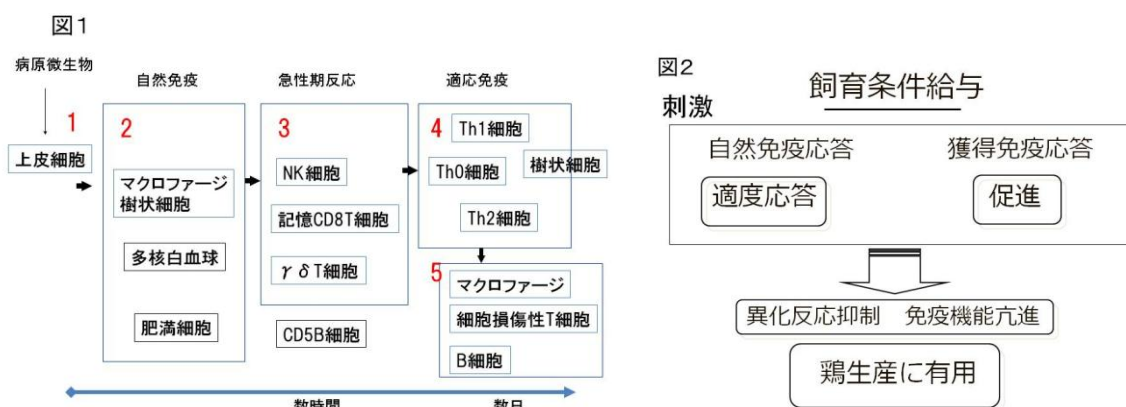 図1
病原微生物
自然免疫
急性期反応
適応免疫
1
2
3
4
上皮細胞
マクロファージ
樹状細胞
多核白血球
肥満細胞
NK細胞
記憶CD8T細胞
γδT細胞
CD5B細胞
Th1細胞
Th0細胞
樹状細胞
Th2細胞
5
マクロファージ
細胞損傷性T細胞
B細胞
数時間
数日
図2
飼育条件給与
刺激
自然免疫応答
獲得免疫応答
適度応答
促進
異化反応抑制 免疫機能亢進
鶏生産に有用